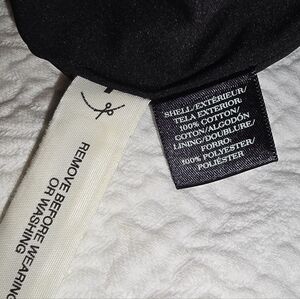 SHELL/EXTÉRIEUR/
TELA EXTERIOR
100% COTTON/
COTON/ALGODÓN
LINING/DOUBLURE/
FORRO:
100% POLYESTER/
POLIÉSTER
REMOVE BEFORE WEARING
OR WASHING